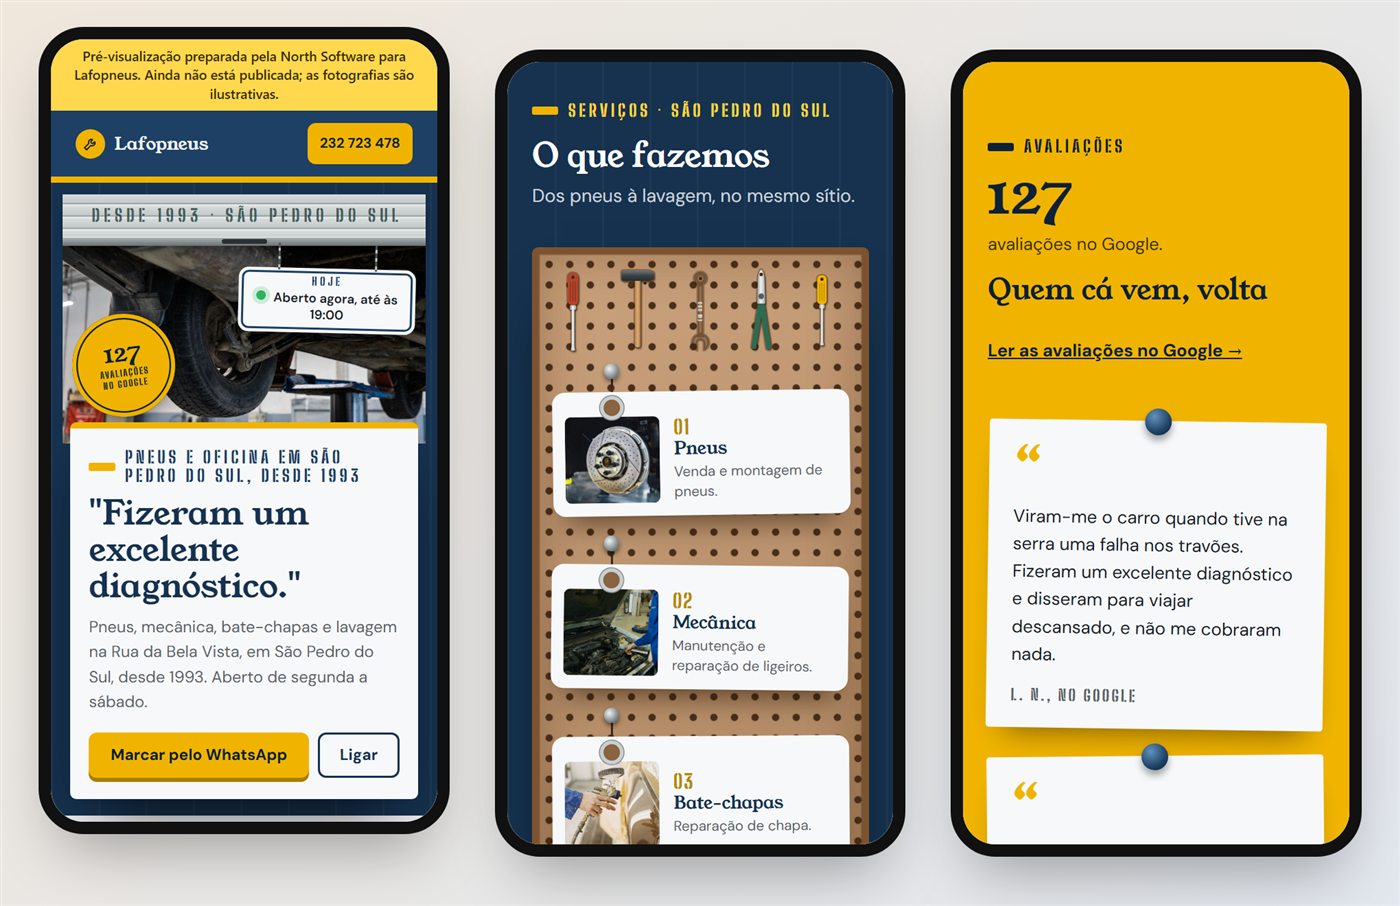 Pré-visualização preparada pela North Software para
Lafopneus. Ainda não está publicada; as fotografias são
ilustrativas.
Lafopneus
232 723 478
DESDE 1993 · SÃO PEDRO DO SUL
HOJE
Aberto agora, até às
19:00
127
AVALIAÇÕES
NO GOOGLE
PNEUS E OFICINA EM SÃO
PEDRO DO SUL, DESDE 1993
"Fizeram um
excelente
diagnóstico."
Pneus, mecânica, bate-chapas e lavagem
na Rua da Bela Vista, em São Pedro do
Sul, desde 1993. Aberto de segunda a
sábado.
Marcar pelo WhatsApp
Ligar
SERVIÇOS · SÃO PEDRO DO SUL
O que fazemos
Dos pneus à lavagem, no mesmo sítio.
01
Pneus
Venda e montagem de
pneus.
02
Mecânica
Manutenção e
reparação de ligeiros.
03
Bate-chapas
Reparação de chapa.
AVALIAÇÕES
127
avaliações no Google.
Quem cá vem, volta
Ler as avaliações no Google →
“
Viram-me o carro quando tive na
serra uma falha nos travões.
Fizeram um excelente diagnóstico
e disseram para viajar
descansado, e não me cobraram
nada.
L. N., NO GOOGLE
“